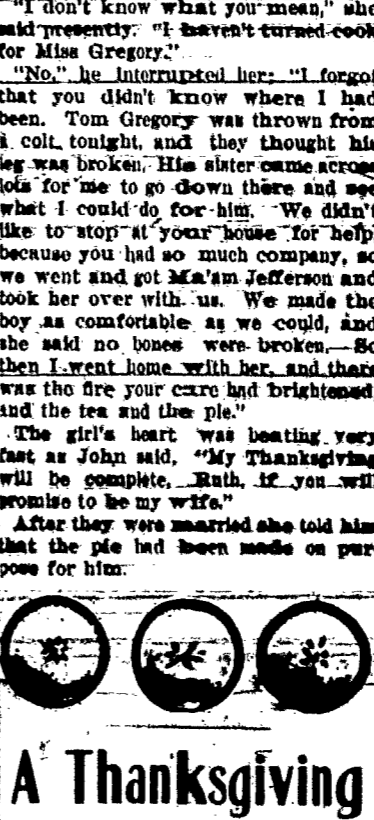 "I don't know what you mean," she
said presently. "I haven't turned cook
for Miss Gregory."
"No," he interrupted her; "I forgot
that you didn't know where I had
been. Tom Gregory was thrown from
a colt tonight, and they thought his
leg was broken. His sister came across
lots for me to go down there and see
what I could do for him. We didn't
like to stop at your house for help
because you had so much company, so
we went and got Ma'am Jefferson and
took her over with us. We made the
boy as comfortable as we could, and
she said no bones were broken. So
then I went home with her, and there
was the fire your care had brightened
and the tea and the pie."
The girl's heart was beating very
fast as John said, "My Thanksgiving
will be complete, Ruth, if you will
promise to be my wife."
After they were married she told him
that the pie had been made on pur
pose for him.
A Thanksgiving